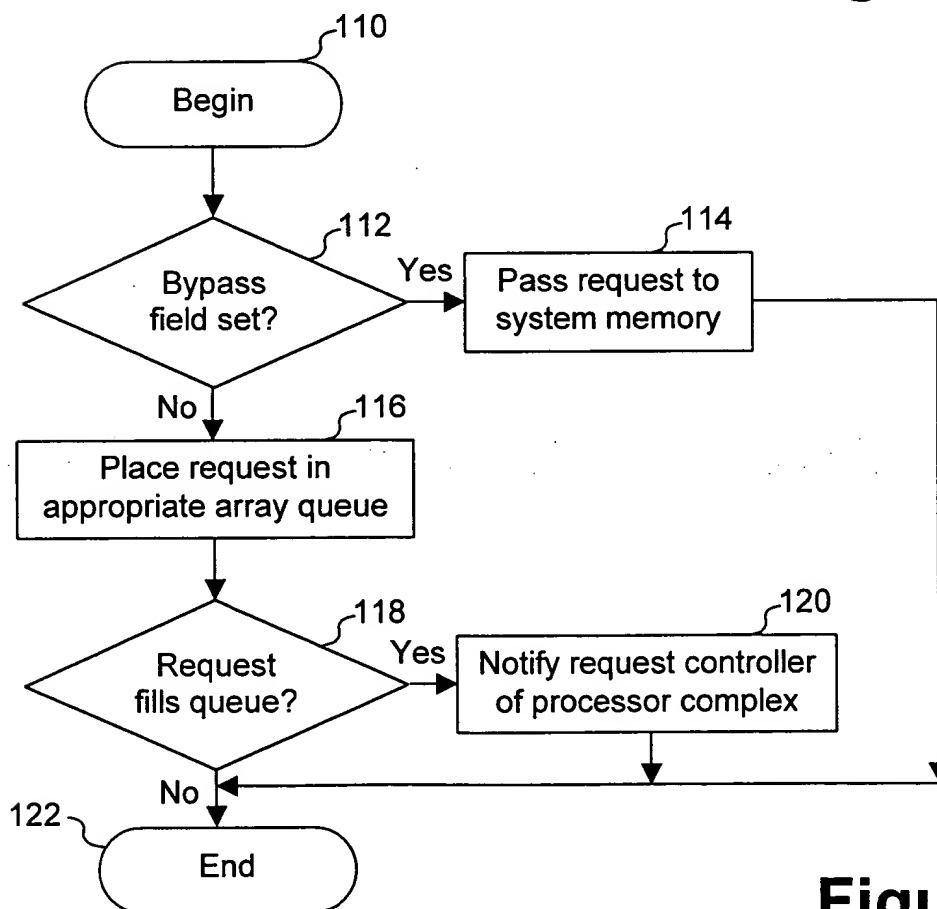 110
Begin
112
Bypass
field set?
Yes
114
Pass request to
system memory
No
116
Place request in
appropriate array queue
118
Request
fills queue?
Yes
120
Notify request controller
of processor complex
No
122
End